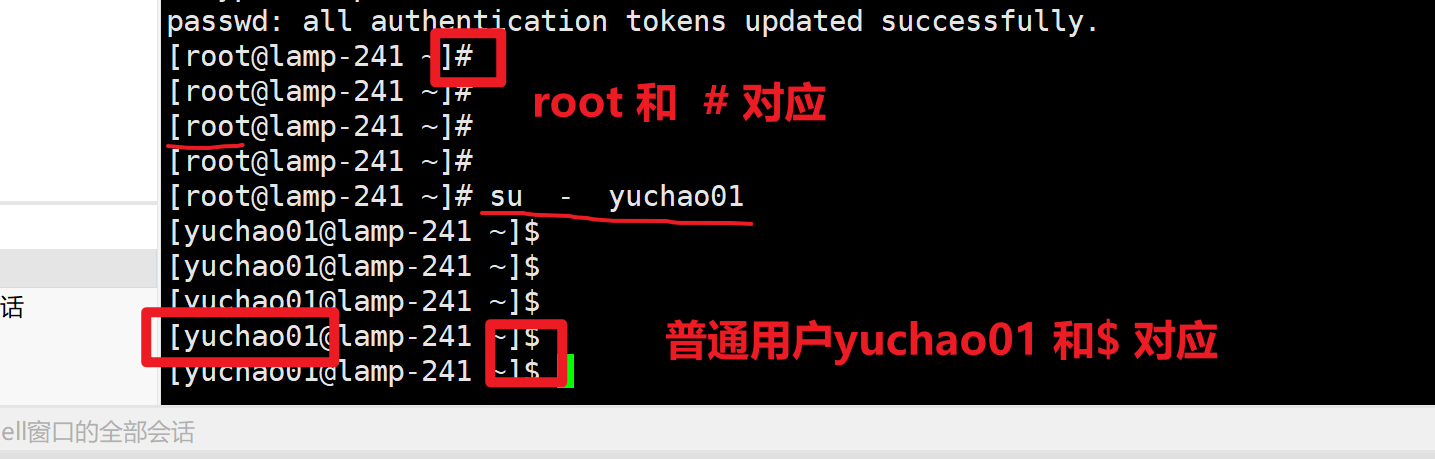 passwd: all authentication tokens updated successfully.
[root@lamp-241 ~]#
[root@lamp-241 ~]#
root 和 # 对应
[root@lamp-241 ~]#
[root@lamp-241 ~]#
[root@lamp-241 ~]# su  -  yuchao01
[yuchao01@lamp-241 ~]$
[yuchao01@lamp-241 ~]$
[yuchao01@lamp-241 ~]$
话
[yuchao01@lamp-241 ~]$
普通用户yuchao01 和$ 对应
[yuchao01@lamp-241 ~]$
ell窗口的全部会话